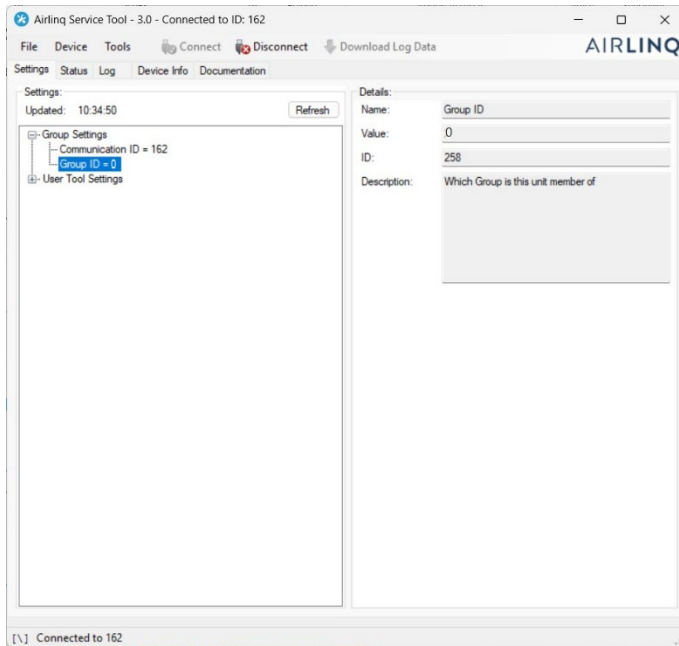 Airlinq Service Tool - 3.0 - Connected to ID: 162
File Device Tools Connect Disconnect Download Log Data
AIRLINQ
Settings Status Log Device Info Documentation
Settings:
Updated: 10:34:50 Refresh
Group Settings
Communication ID = 162
Group ID = 0
User Tool Settings
Details:
Name: Group ID
Value: 0
ID: 258
Description: Which Group is this unit member of
[\] Connected to 162